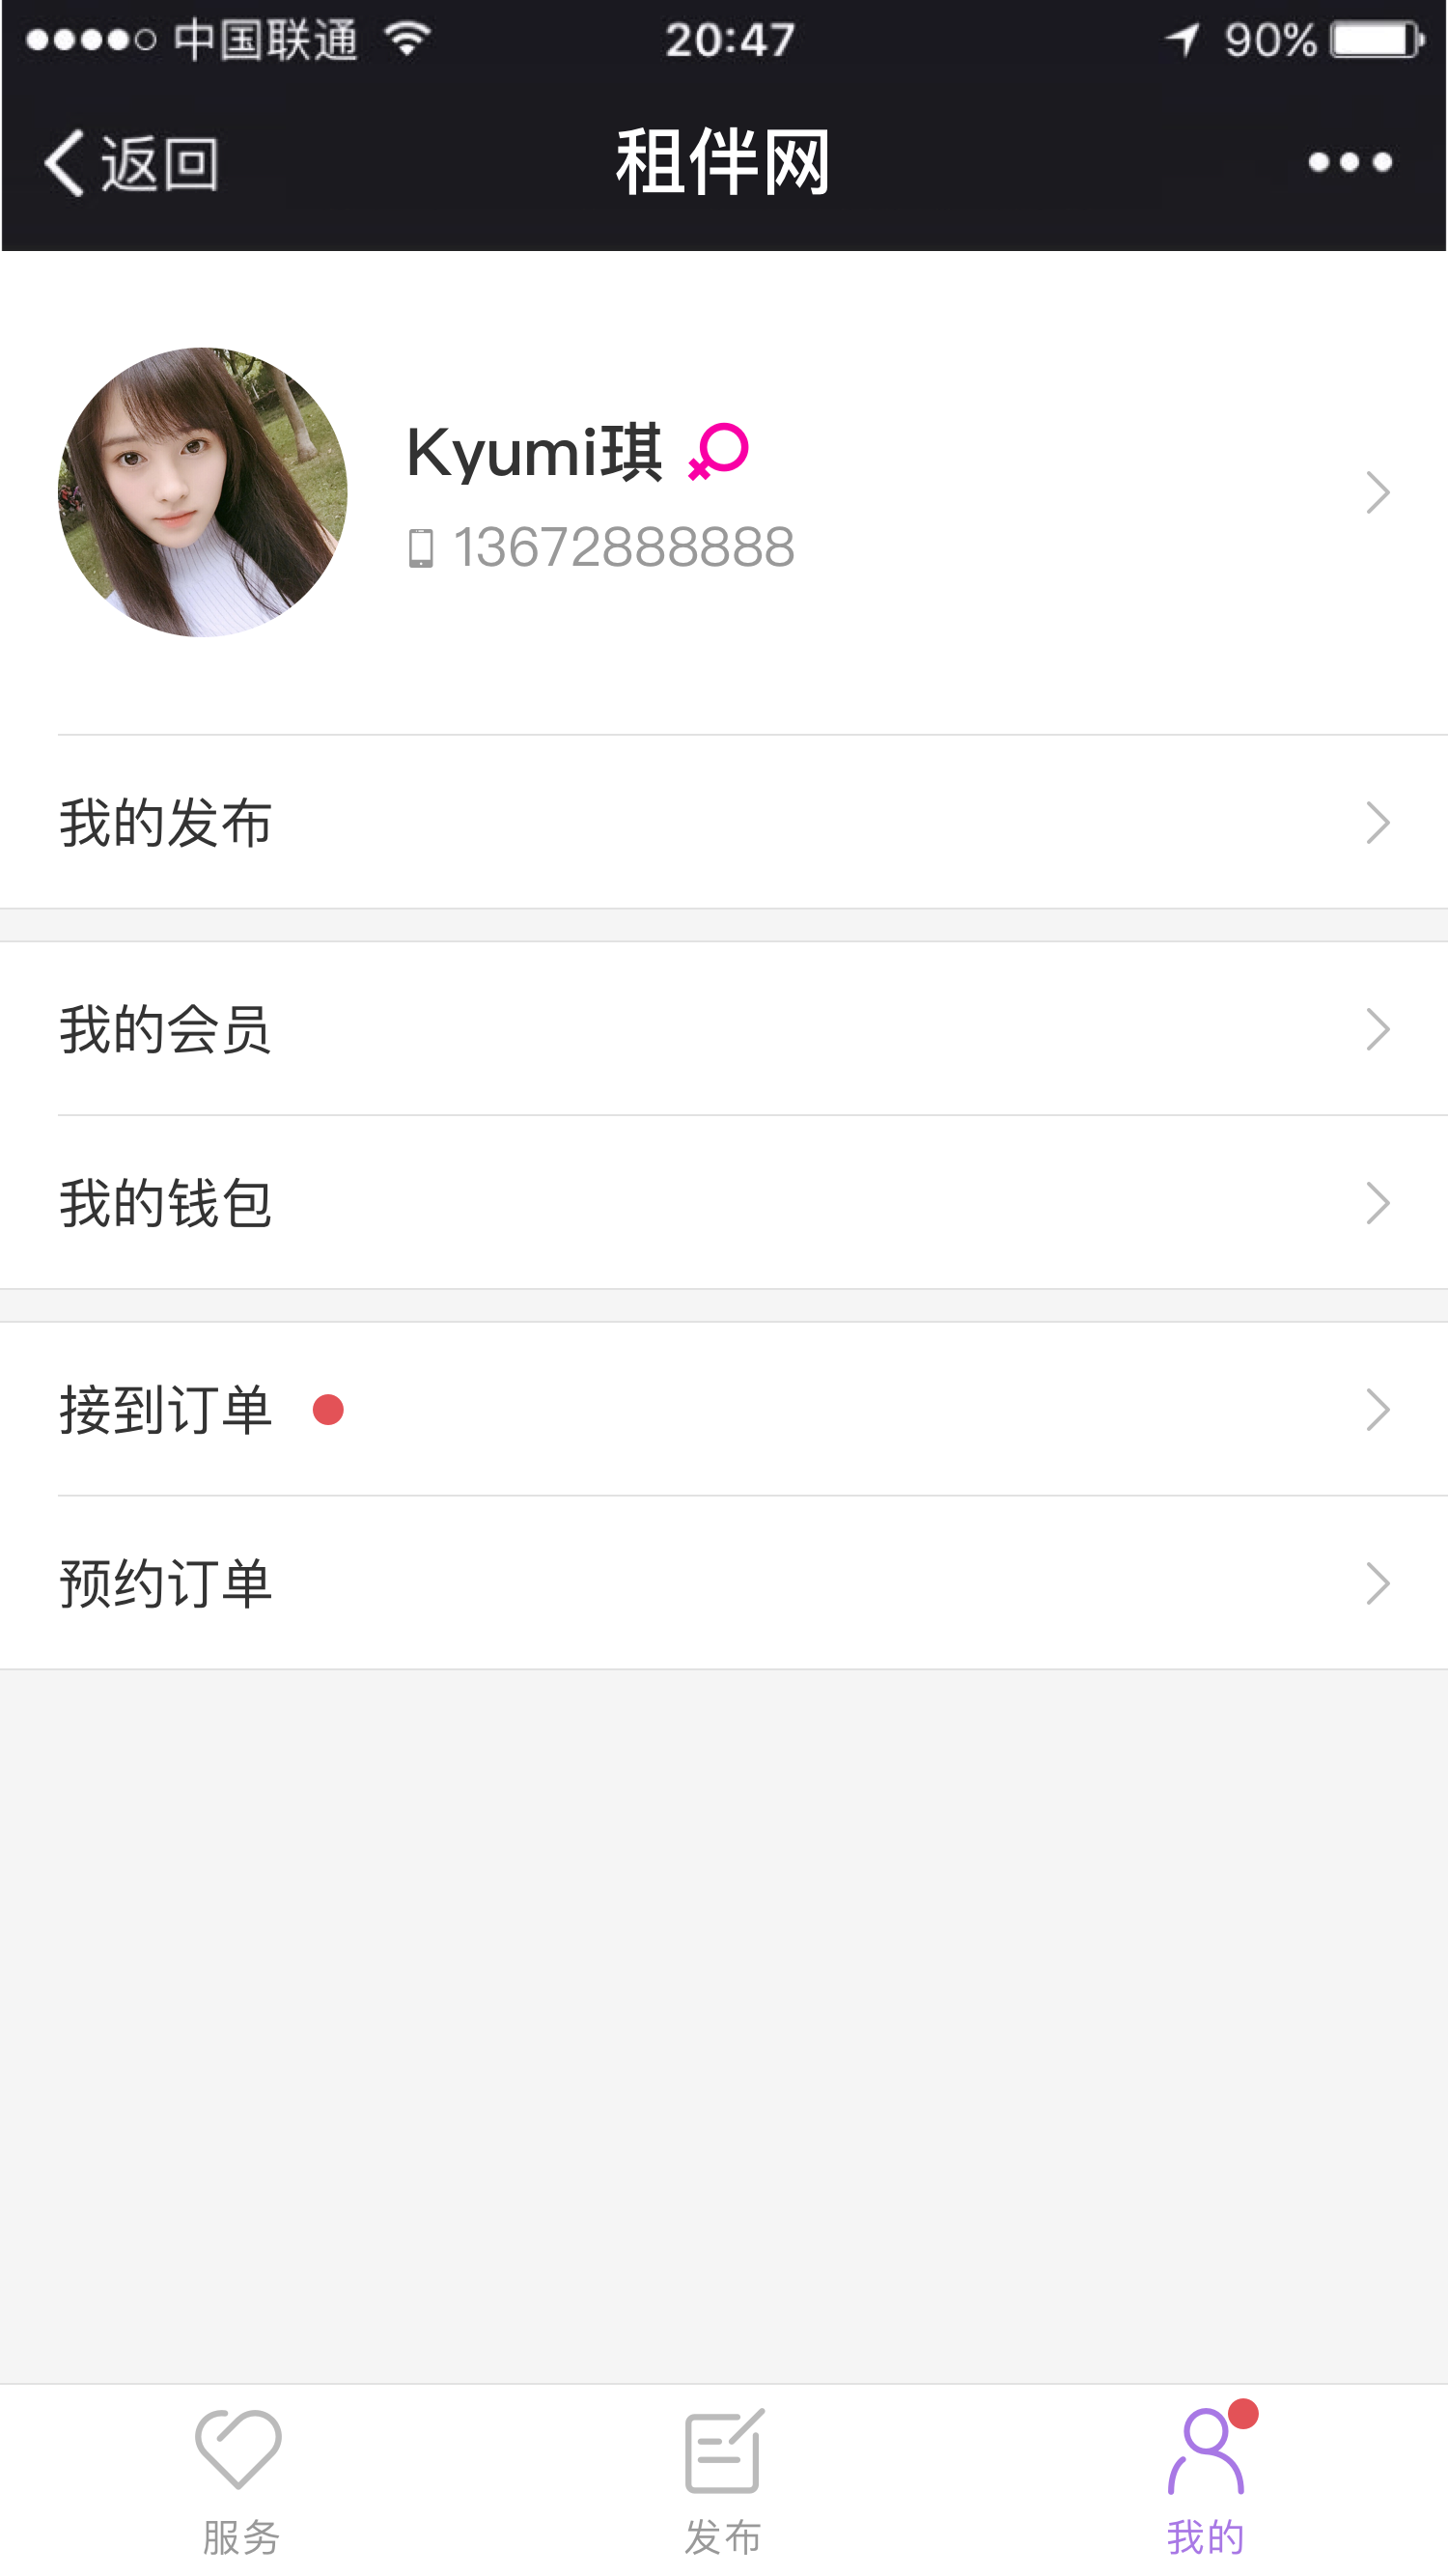 中国联通 20:47 90%
返回 租伴网
Kyumi琪
13672888888
我的发布
我的会员
我的钱包
接到订单
预约订单
服务 发布 我的